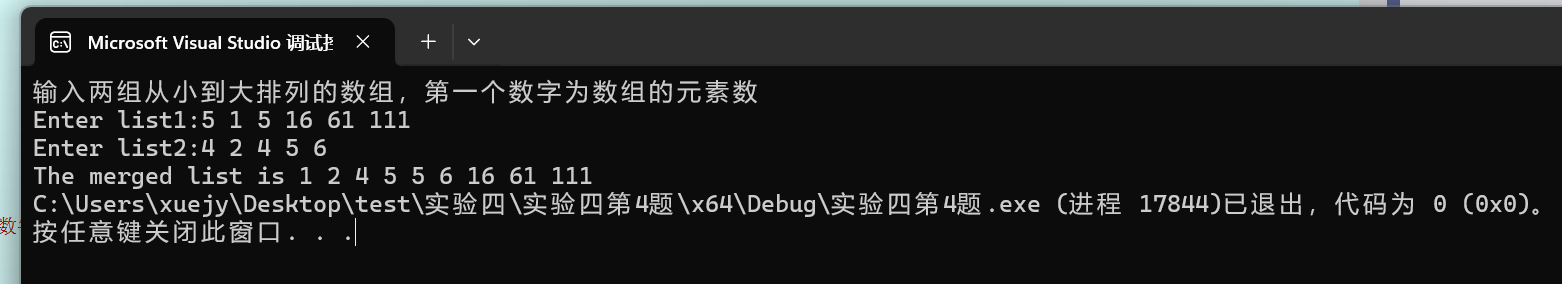 Microsoft Visual Studio 调试
输入两组从小到大排列的数组，第一个数字为数组的元素数
Enter list1:5 1 5 16 61 111
Enter list2:4 2 4 5 6
The merged list is 1 2 4 5 5 6 16 61 111
C:\Users\xuejy\Desktop\test\实验四\实验四第4题\x64\Debug\实验四第4题.exe (进程 17844)已退出，代码为 0 (0x0)。
按任意键关闭此窗口. . .
数